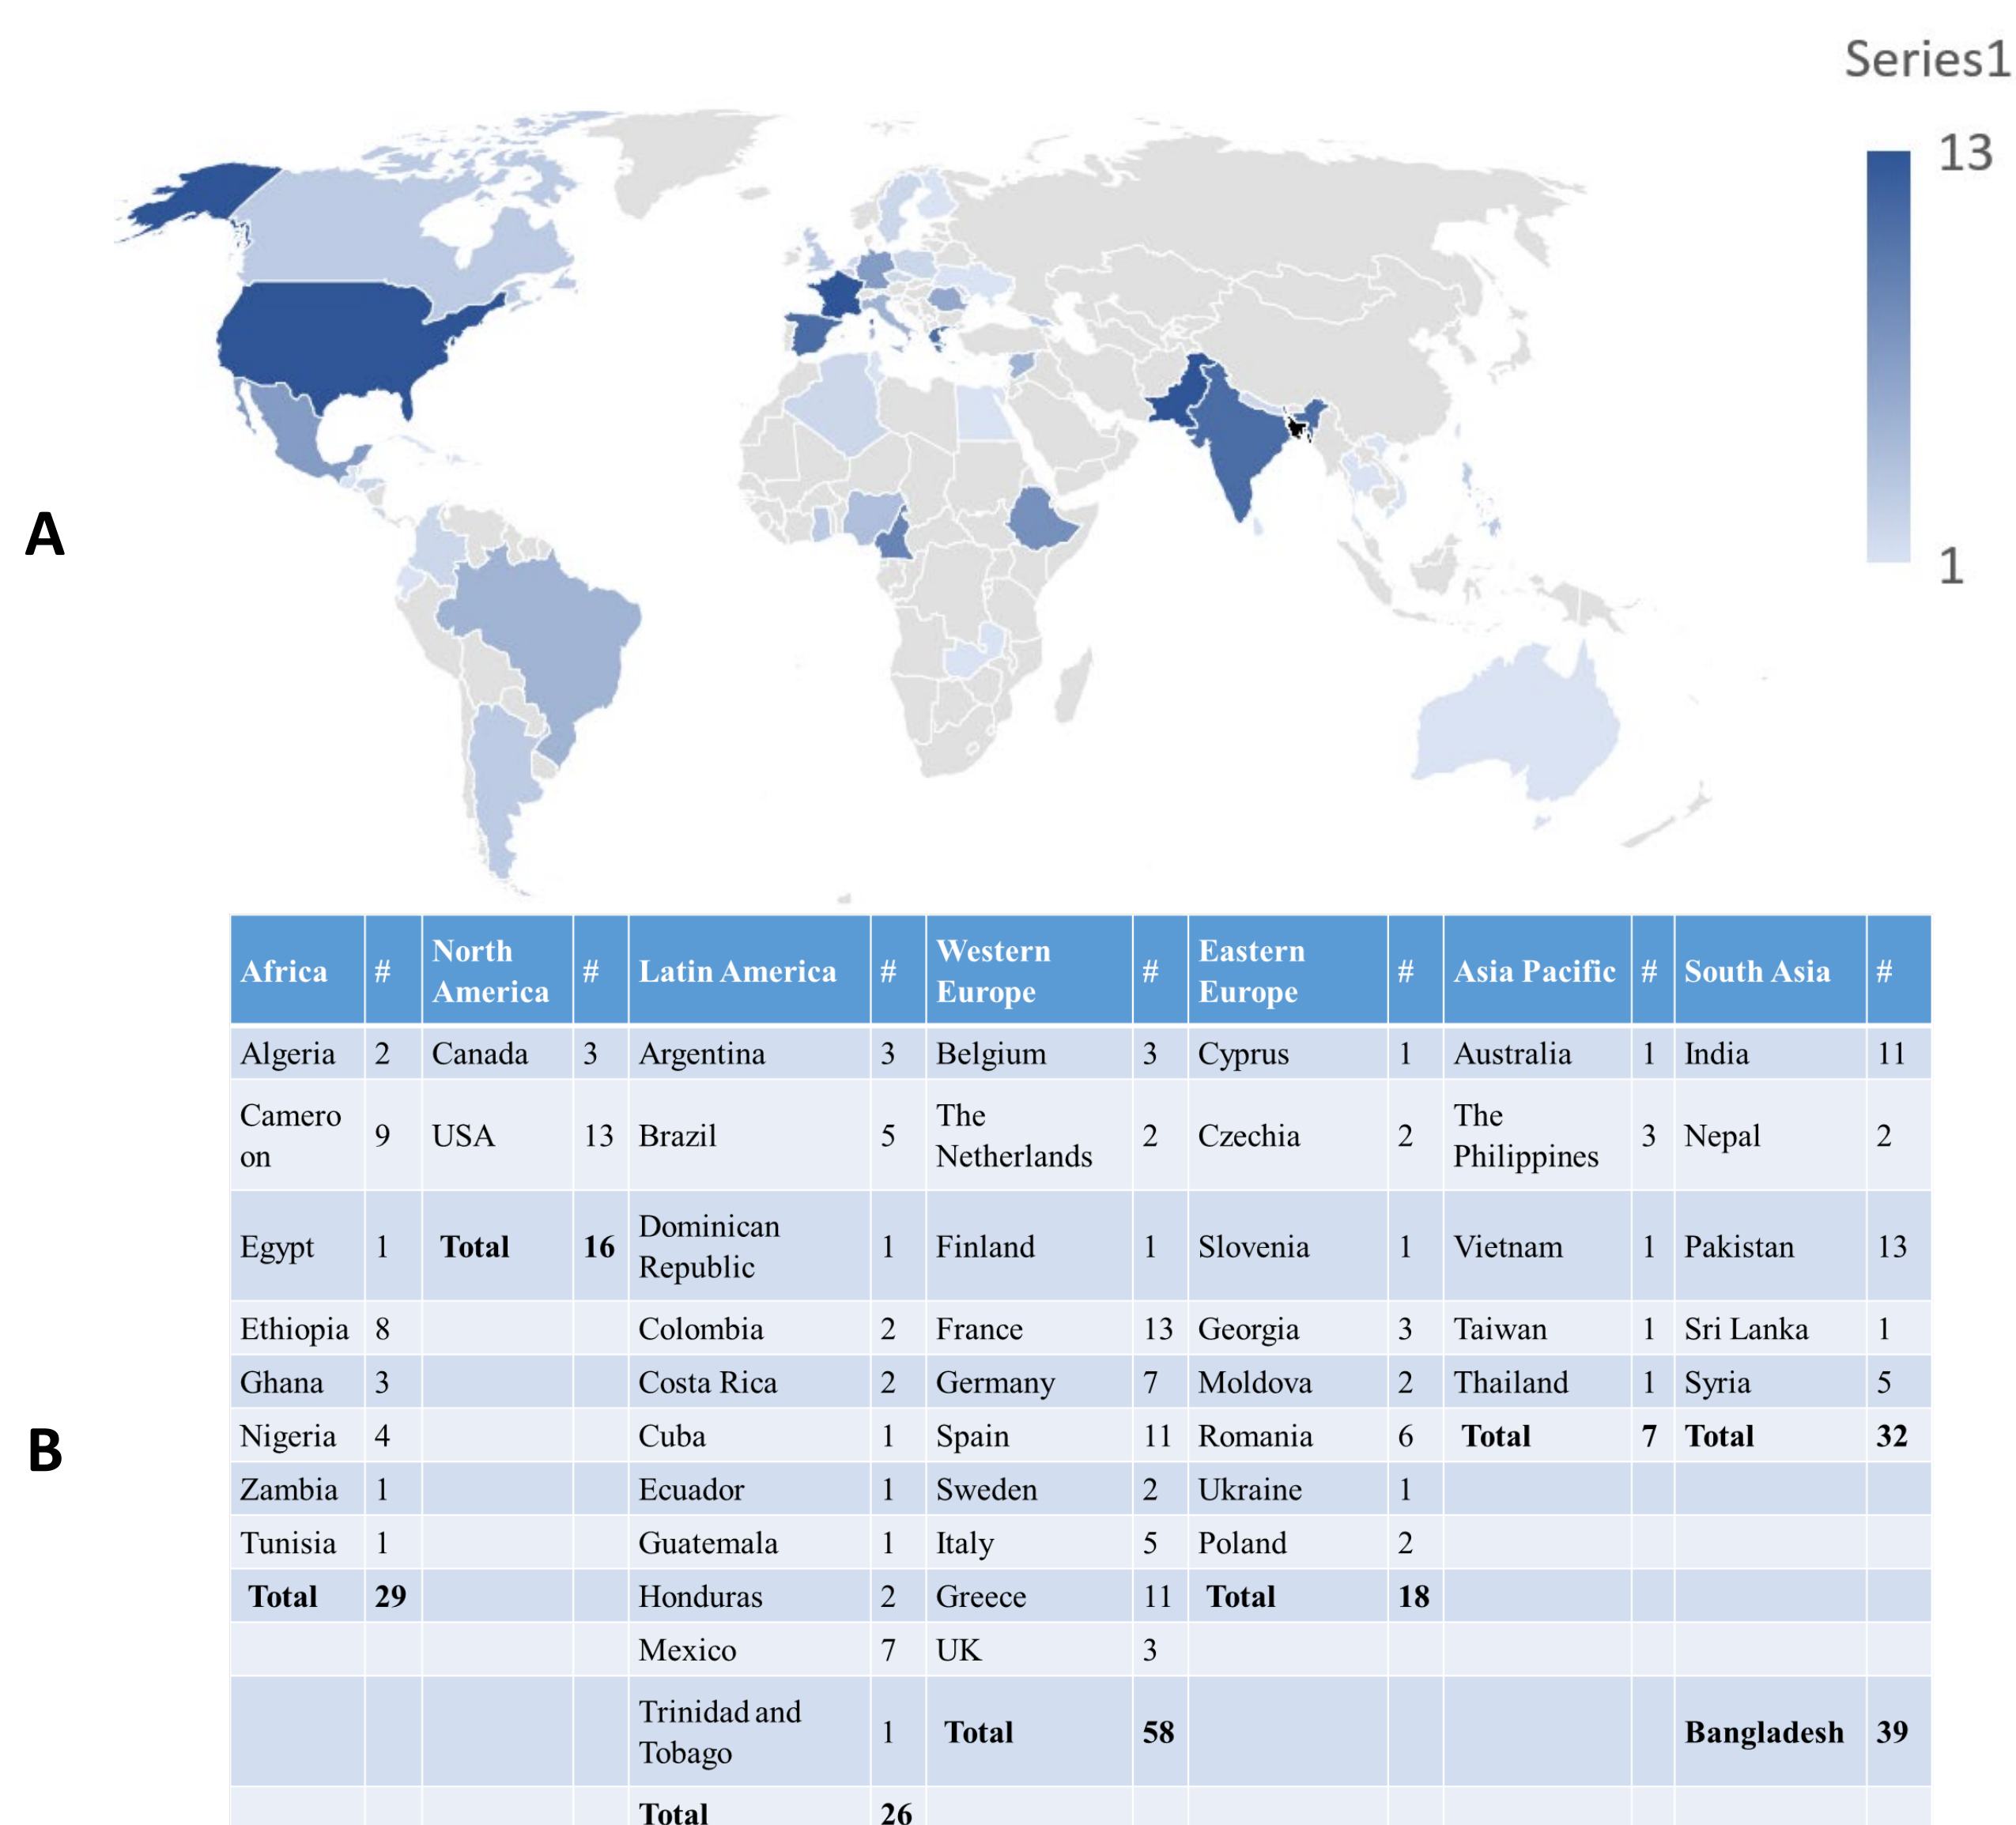 Series1
13
1
A
B
Africa # North America # Latin America # Western Europe # Eastern Europe # Asia Pacific # South Asia #
Algeria 2 Canada 3 Argentina 3 Belgium 3 Cyprus 1 Australia 1 India 11
Camero on 9 USA 13 Brazil 5 The Netherlands 2 Czechia 2 The Philippines 3 Nepal 2
Egypt 1 Total 16 Dominican Republic 1 Finland 1 Slovenia 1 Vietnam 1 Pakistan 13
Ethiopia 8 Colombia 2 France 13 Georgia 3 Taiwan 1 Sri Lanka 1
Ghana 3 Costa Rica 2 Germany 7 Moldova 2 Thailand 1 Syria 5
Nigeria 4 Cuba 1 Spain 11 Romania 6 Total 7 Total 32
Zambia 1 Ecuador 1 Sweden 2 Ukraine 1
Tunisia 1 Guatemala 1 Italy 5 Poland 2
Total 29 Honduras 2 Greece 11 Total 18
Mexico 7 UK 3
Trinidad and Tobago 1 Total 58 Bangladesh 39
Total 26